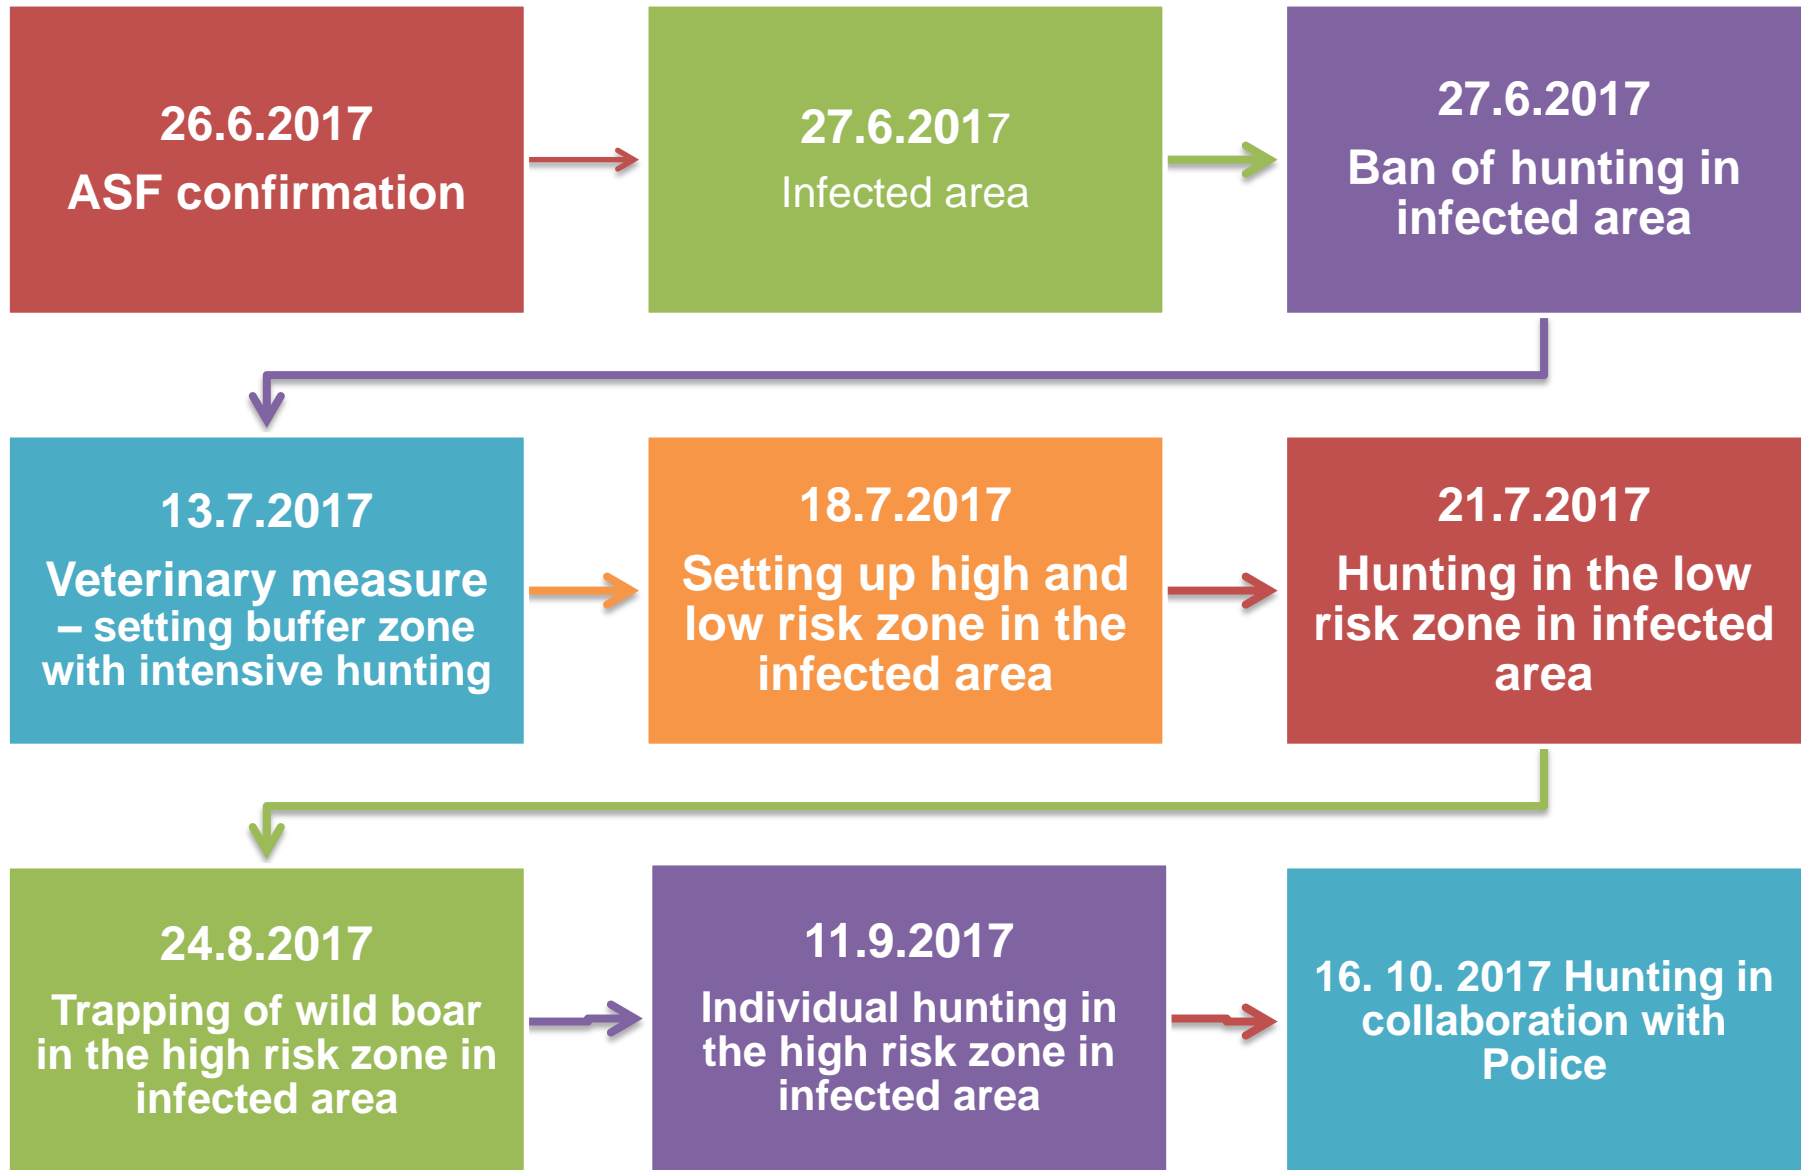 26.6.2017
ASF confirmation
27.6.2017
Infected area
27.6.2017
Ban of hunting in
infected area
13.7.2017
Veterinary measure
– setting buffer zone
with intensive hunting
18.7.2017
Setting up high and
low risk zone in the
infected area
21.7.2017
Hunting in the low
risk zone in infected
area
24.8.2017
Trapping of wild boar
in the high risk zone in
infected area
11.9.2017
Individual hunting in
the high risk zone in
infected area
16. 10. 2017 Hunting in
collaboration with
Police